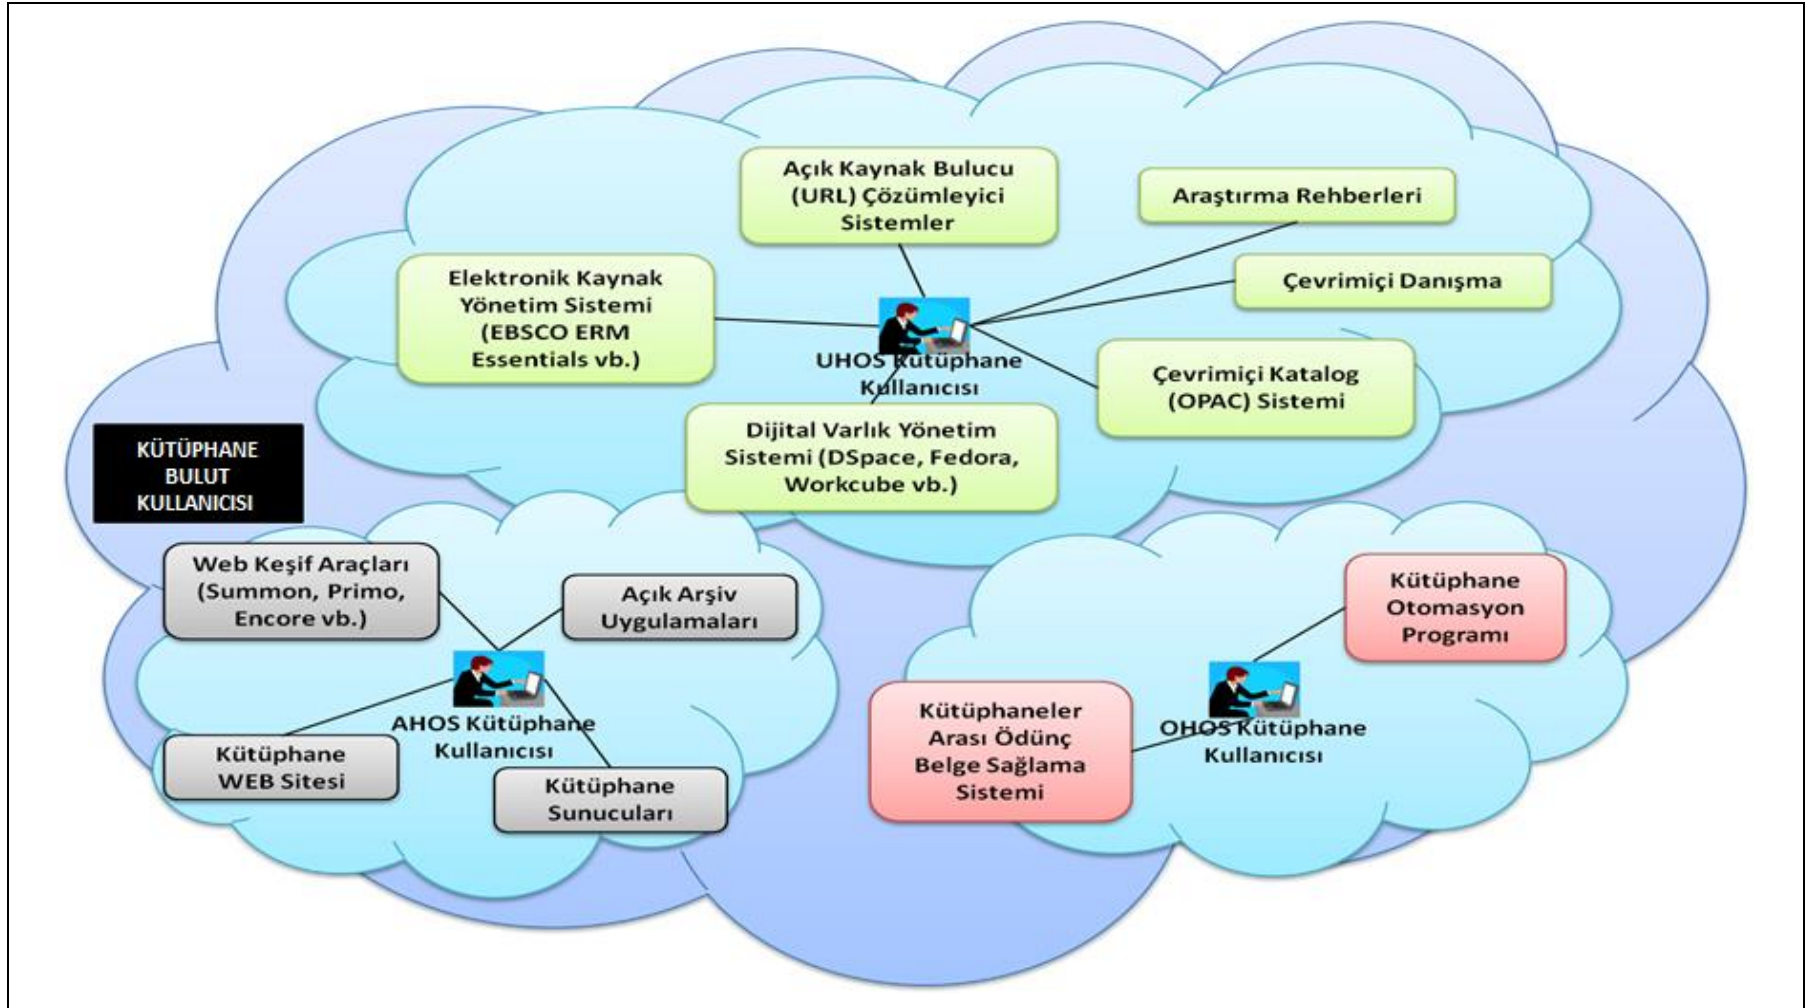 Açık Kaynak Bulucu
(URL) Çözümleyici
Sistemler
Araştırma Rehberleri
Elektronik Kaynak
Yönetim Sistemi
(EBSCO ERM
Essentials vb.)
Çevrimiçi Danışma
UHOS Kütüphane
Kullanıcısı
Çevrimiçi Katalog
(OPAC) Sistemi
Dijital Varlık Yönetim
Sistemi (DSpace, Fedora,
Workcube vb.)
KÜTÜPHANE
BULUT
KULLANICISI
Web Keşif Araçları
(Summon, Primo,
Encore vb.)
Açık Arşiv
Uygulamaları
AHOS Kütüphane
Kullanıcısı
Kütüphane
WEB Sitesi
Kütüphane
Sunucuları
Kütüphane
Otomasyon
Programı
Kütüphaneler
Arası Ödünç
Belge Sağlama
Sistemi
OHOS Kütüphane
Kullanıcısı